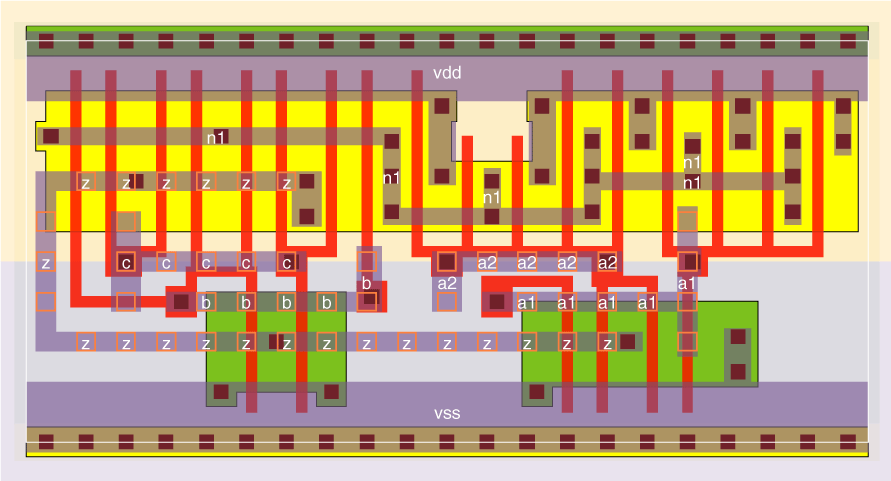 vdd
n1
n1
n1 n1 n1
z z z z z z
z c c c c c a2 a2 a2 a2
b a2 a1
b b b b a1 a1 a1 a1
z z z z z z z z z z z z z z
vss